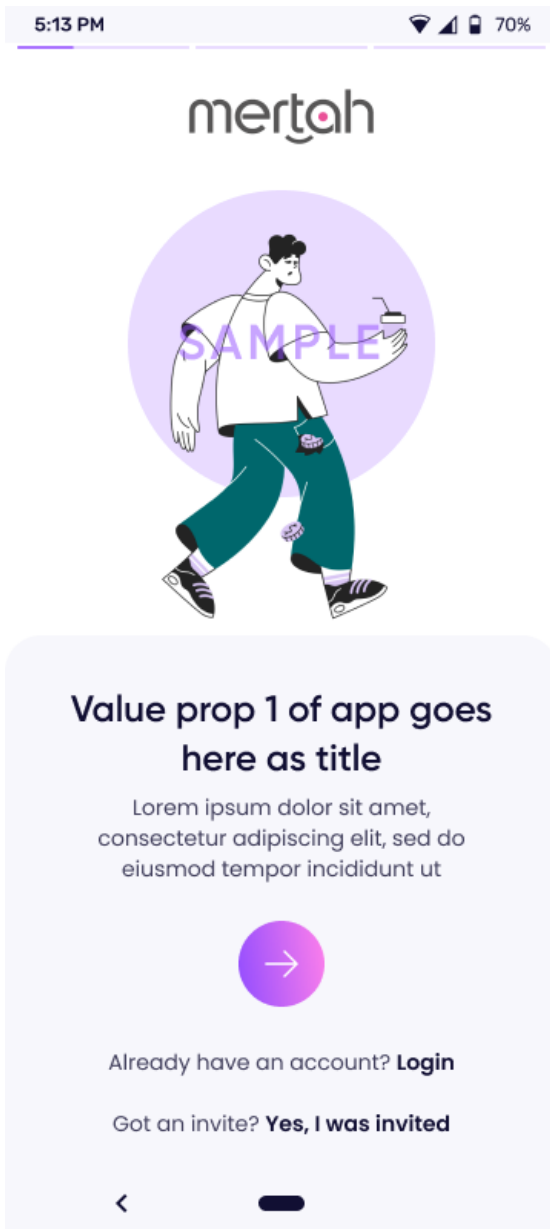 5:13 PM 70%
mertah
SAMPLE
Value prop 1 of app goes
here as title
Lorem ipsum dolor sit amet,
consectetur adipiscing elit, sed do
eiusmod tempor incididunt ut
Already have an account? Login
Got an invite? Yes, I was invited